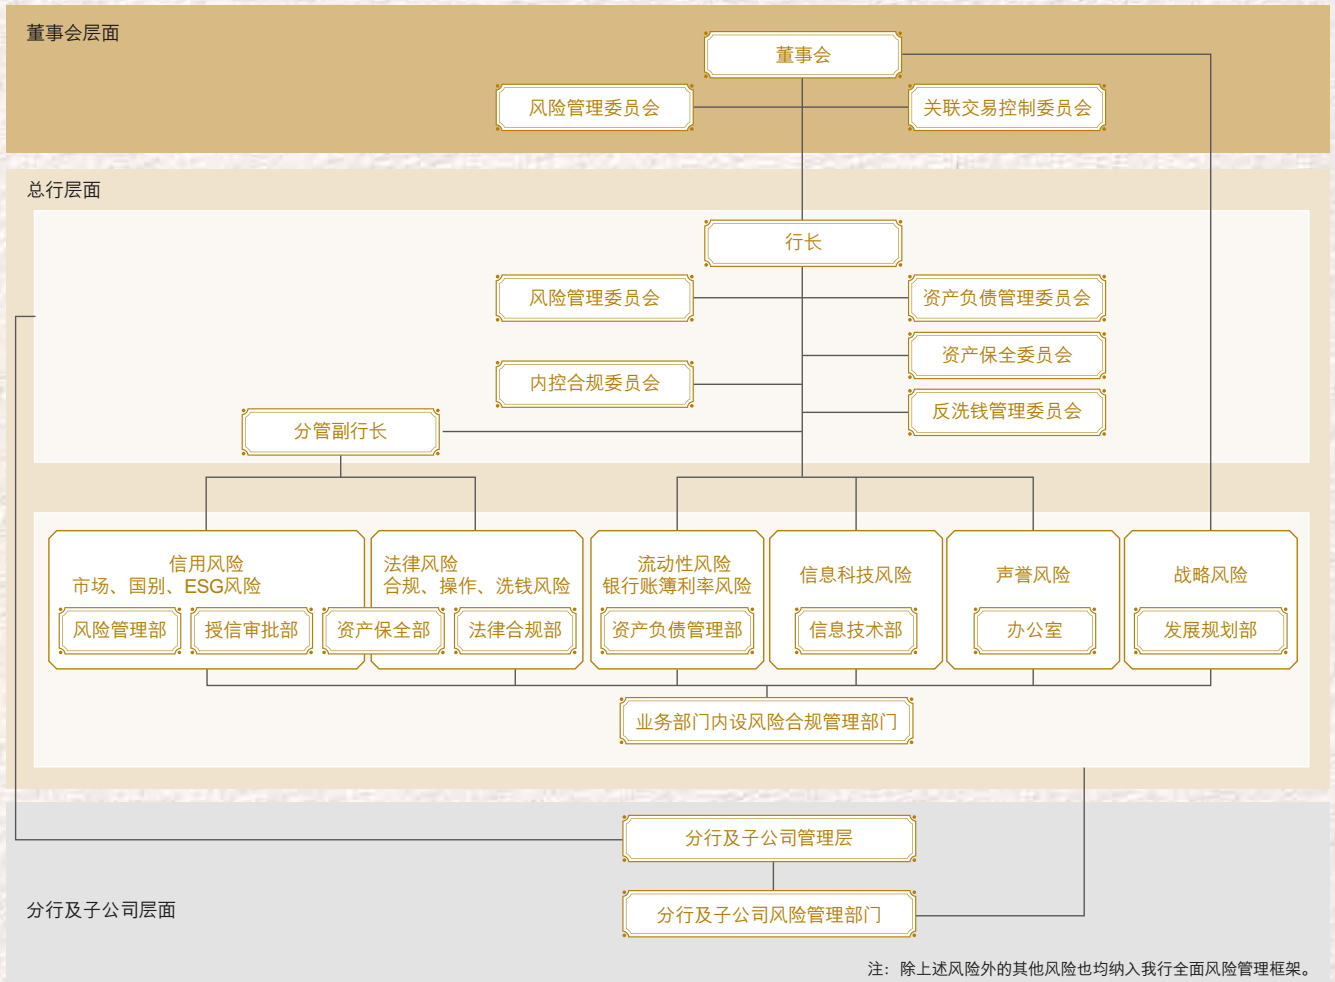 董事会层面
董事会
风险管理委员会
关联交易控制委员会
总行层面
行长
风险管理委员会
资产负债管理委员会
资产保全委员会
内控合规委员会
反洗钱管理委员会
分管副行长
信用风险
市场、国别、ESG风险
风险管理部
授信审批部
资产保全部
法律风险
合规、操作、洗钱风险
法律合规部
流动性风险
银行账簿利率风险
资产负债管理部
信息科技风险
信息技术部
声誉风险
办公室
战略风险
发展规划部
业务部门内设风险合规管理部门
分行及子公司管理层
分行及子公司层面
分行及子公司风险管理部门
注：除上述风险外的其他风险也均纳入我行全面风险管理框架。